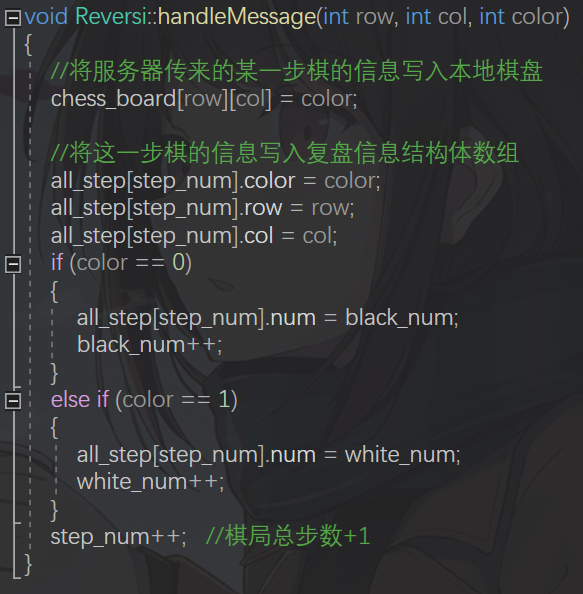 void Reversi::handleMessage(int row, int col, int color)
{
//将服务器传来的某一步棋的信息写入本地棋盘
chess_board[row][col] = color;
//将这一步棋的信息写入复盘信息结构体数组
all_step[step_num].color = color;
all_step[step_num].row = row;
all_step[step_num].col = col;
if (color == 0)
{
all_step[step_num].num = black_num;
black_num++;
}
else if (color == 1)
{
all_step[step_num].num = white_num;
white_num++;
}
step_num++; //棋局总步数+1
}